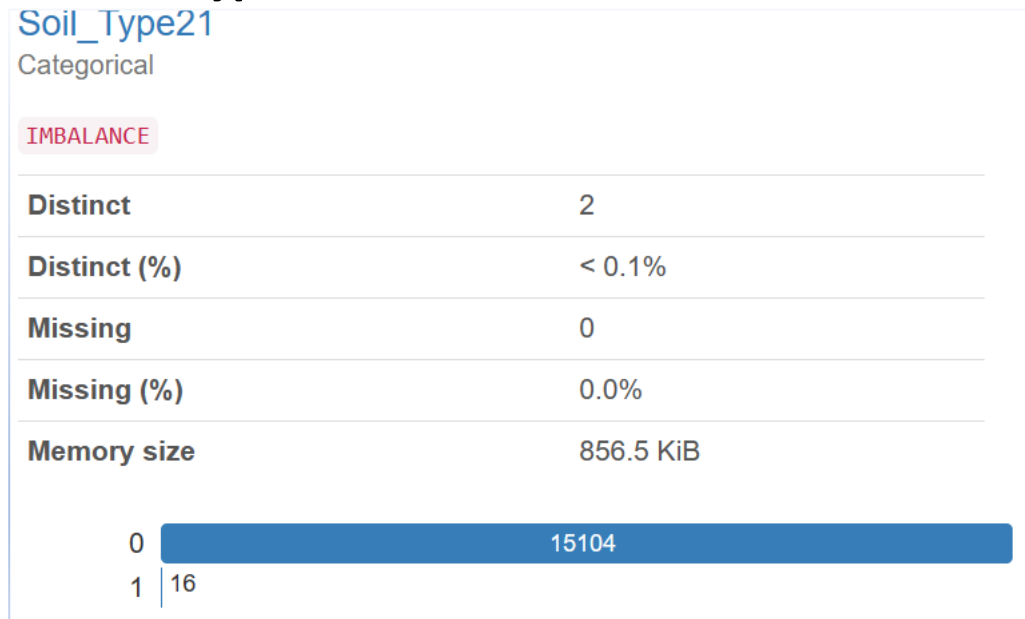 Soil_Type21
Categorical
IMBALANCE
Distinct 2
Distinct (%) < 0.1%
Missing 0
Missing (%) 0.0%
Memory size 856.5 KiB
0 15104
1 16